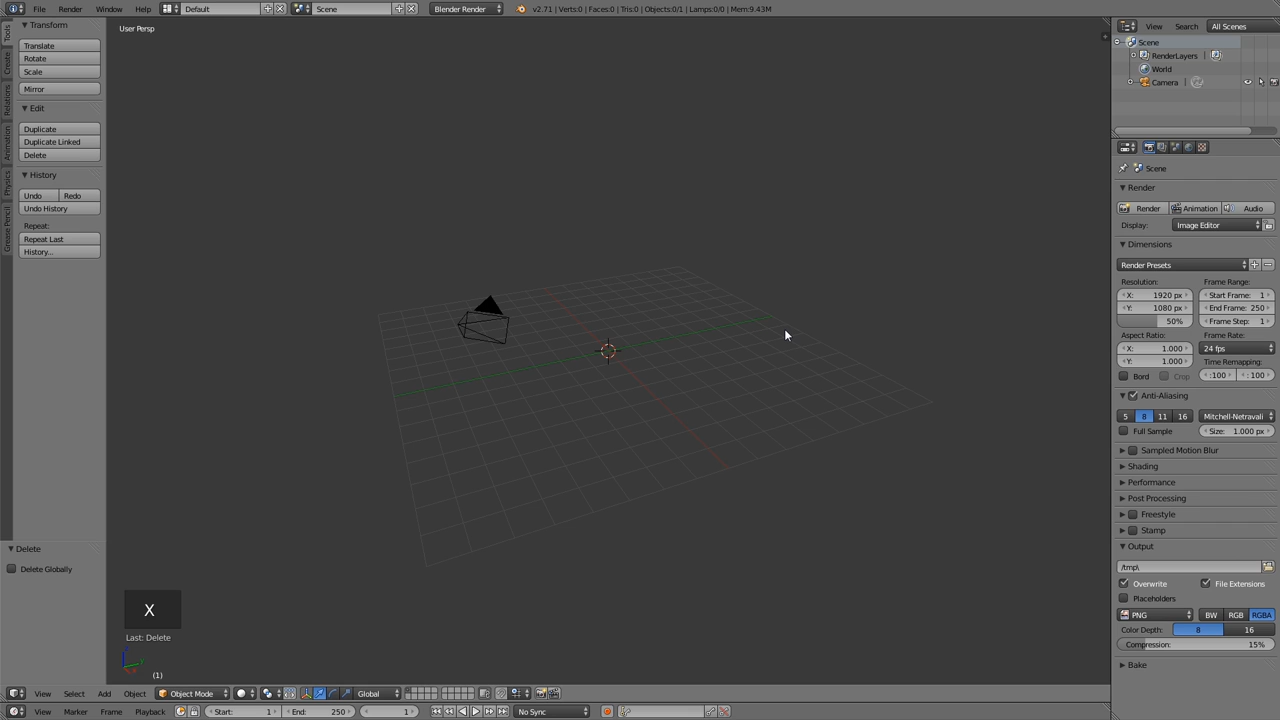 File Render Window Help Default Scene Blender Render v2.71 | Verts:0 | Faces:0 | Tris:0 | Objects:0/1 | Lamps:0/0 | Mem:9.43M
View Search All Scenes
Tools
Create
Relations
Animation
Physics
Grease Pencil
Transform
Translate
Rotate
Scale
Mirror
Edit
Duplicate
Duplicate Linked
Delete
History
Undo Redo
Undo History
Repeat:
Repeat Last
History...
Delete
Delete Globally
User Persp
X
Last: Delete
(1)
Scene
RenderLayers
World
Camera
Scene
Render
Render Animation Audio
Display: Image Editor
Dimensions
Render Presets
Resolution: Frame Range:
X: 1920 px Start Frame: 1
Y: 1080 px End Frame: 250
50% Frame Step: 1
Aspect Ratio: Frame Rate:
X: 1.000 24 fps
Y: 1.000 Time Remapping:
Bord Crop :100 : 100
Anti-Aliasing
5 8 11 16 Mitchell-Netravali
Full Sample Size: 1.000 px
Sampled Motion Blur
Shading
Performance
Post Processing
Freestyle
Stamp
Output
/tmp\
Overwrite File Extensions
Placeholders
PNG BW RGB RGBA
Color Depth: 8 16
Compression: 15%
Bake
View Select Add Object Object Mode Global
View Marker Frame Playback Start: 1 End: 250 1 No Sync